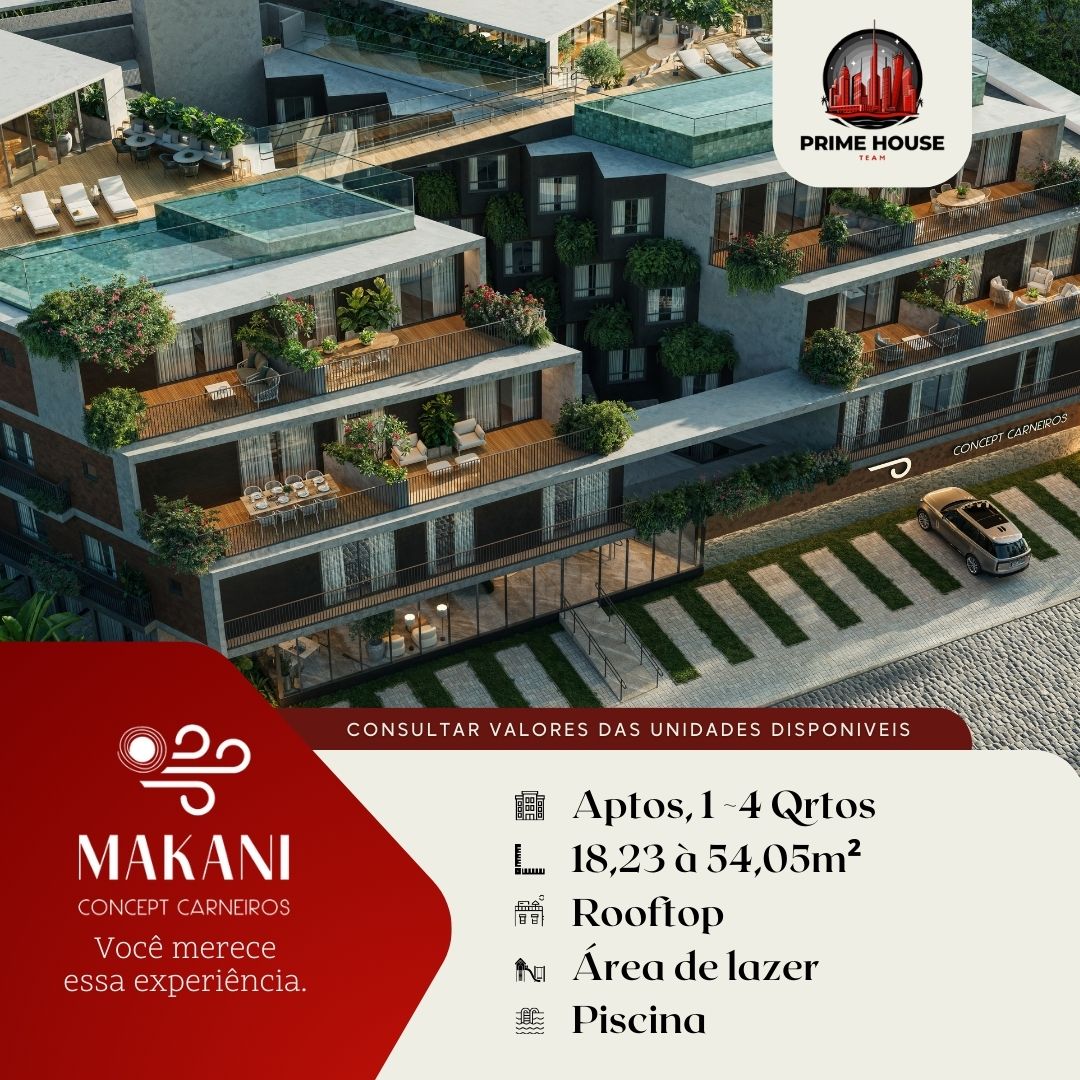 PRIME HOUSE
TEAM
CONCEPT CARNEIROS
CONSULTAR VALORES DAS UNIDADES DISPONIVEIS
MAKANI
CONCEPT CARNEIROS
Você merece
essa experiência.
Aptos, 1 ~4 Qrtos
18,23 à 54,05m²
Rooftop
Área de lazer
Piscina